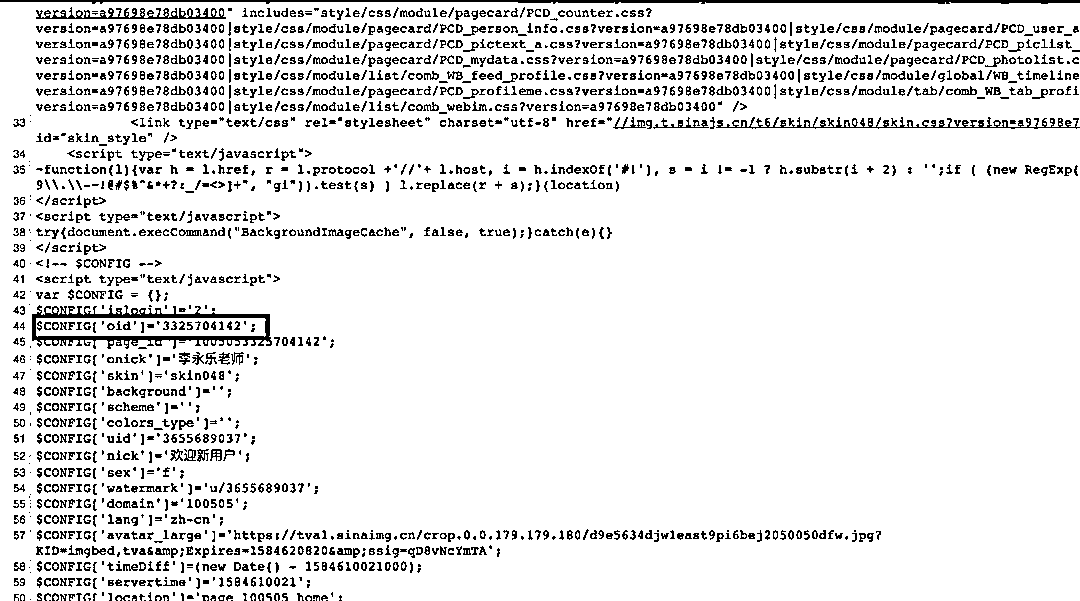 version=a97698e78db03400" includes="style/css/module/pagecard/PCD_counter.css?
version=a97698e78db03400|style/css/module/pagecard/PCD_person_info.css?version=a97698e78db03400|style/css/module/pagecard/PCD_user_a
version=a97698e78db03400|style/css/module/pagecard/PCD_pictext_a.css?version=a97698e78db03400|style/css/module/pagecard/PCD_piclist_
version=a97698e78db03400|style/css/module/pagecard/PCD_mydata.css?version=a97698e78db03400|style/css/module/pagecard/PCD_photolist.c
version=a97698e78db03400|style/css/module/list/comb_WB_feed_profile.css?version=a97698e78db03400|style/css/module/global/WB_timeline
version=a97698e78db03400|style/css/module/pagecard/PCD_profileme.css?version=a97698e78db03400|style/css/module/tab/comb_WB_tab_profi
version=a97698e78db03400|style/css/module/list/comb_webim.css?version=a97698e78db03400" />
33 <link type="text/css" rel="stylesheet" charset="utf-8" href="//img.t.sinajs.cn/t6/skin/skin048/skin.css?version=a97698e7
id="skin_style" />
34 <script type="text/javascript">
35 ~function(l){var h = l.href, r = l.protocol +'//'+ l.host, i = h.indexOf('#!'), s = i != -1 ? h.substr(i + 2) : '';if ( (new RegExp(
9\\.\\--!@#$%^&*+?:_/=<>]+", "gi")).test(s) ) l.replace(r + s);}(location)
36 </script>
37 <script type="text/javascript">
38 try{document.execCommand("BackgroundImageCache", false, true);}catch(e){}
39 </script>
40 <!-- $CONFIG -->
41 <script type="text/javascript">
42 var $CONFIG = {};
43 $CONFIG['islogin']='2';
44 $CONFIG['oid']='3325704142';
45 $CONFIG['page_id']='1005053325704142';
46 $CONFIG['onick']='李永乐老师';
47 $CONFIG['skin']='skin048';
48 $CONFIG['background']='';
49 $CONFIG['scheme']='';
50 $CONFIG['colors_type']='';
51 $CONFIG['uid']='3655689037';
52 $CONFIG['nick']='欢迎新用户';
53 $CONFIG['sex']='f';
54 $CONFIG['watermark']='u/3655689037';
55 $CONFIG['domain']='100505';
56 $CONFIG['lang']='zh-cn';
57 $CONFIG['avatar_large']='https://tva1.sinaimg.cn/crop.0.0.179.179.180/d9e5634djw1east9pi6bej2050050dfw.jpg?
KID=imgbed,tva&amp;Expires=1584620820&amp;ssig=qD8vNcYmTA';
58 $CONFIG['timeDiff']=(new Date() - 1584610021000);
59 $CONFIG['servertime']='1584610021';
60 $CONFIG['location']='page_100505_home';